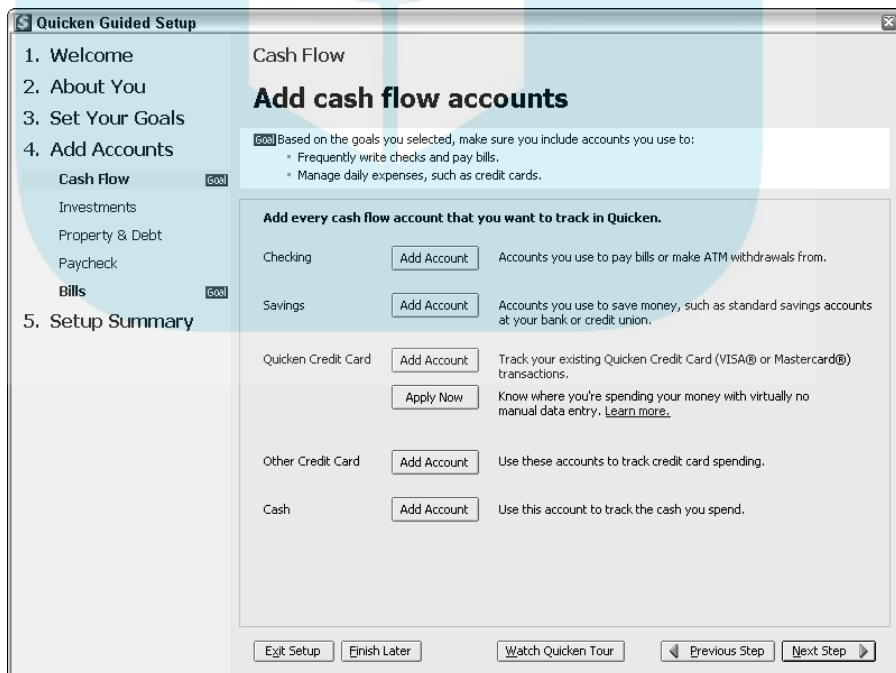 Quicken Guided Setup
1. Welcome
2. About You
3. Set Your Goals
4. Add Accounts
Cash Flow Goal
Investments
Property & Debt
Paycheck
Bills Goal
5. Setup Summary
Cash Flow
Add cash flow accounts
Goal Based on the goals you selected, make sure you include accounts you use to:
▪ Frequently write checks and pay bills.
▪ Manage daily expenses, such as credit cards.
Add every cash flow account that you want to track in Quicken.
Checking Add Account Accounts you use to pay bills or make ATM withdrawals from.
Savings Add Account Accounts you use to save money, such as standard savings accounts
at your bank or credit union.
Quicken Credit Card Add Account Track your existing Quicken Credit Card (VISA® or Mastercard®)
transactions.
Apply Now Know where you're spending your money with virtually no
manual data entry. Learn more.
Other Credit Card Add Account Use these accounts to track credit card spending.
Cash Add Account Use this account to track the cash you spend.
Exit Setup Finish Later Watch Quicken Tour Previous Step Next Step